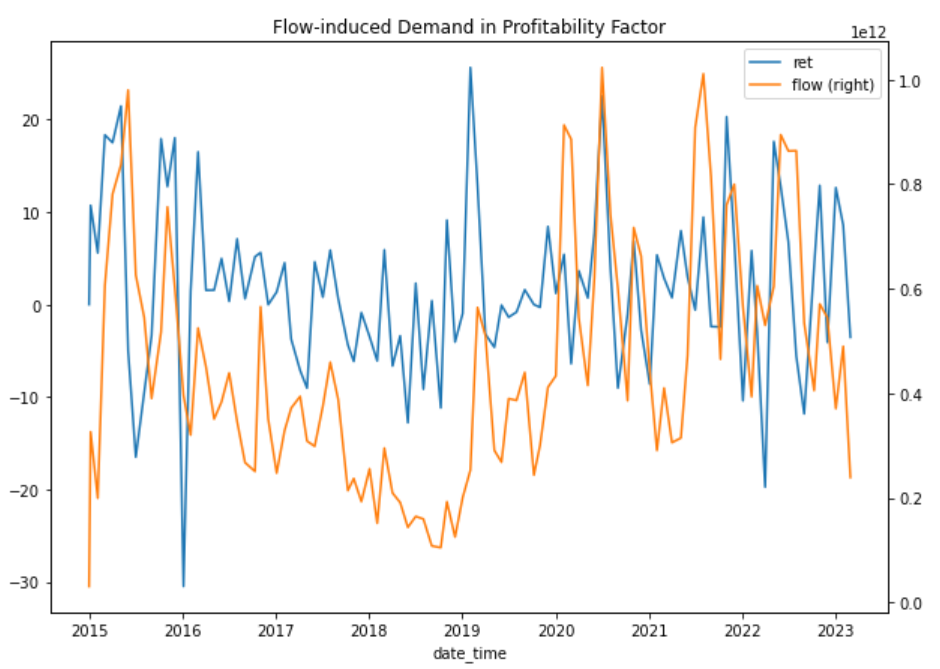 Flow-induced Demand in Profitability Factor
1e12
ret
flow (right)
20
10
0
−10
−20
−30
1.0
0.8
0.6
0.4
0.2
0.0
2015 2016 2017 2018 2019 2020 2021 2022 2023
date_time